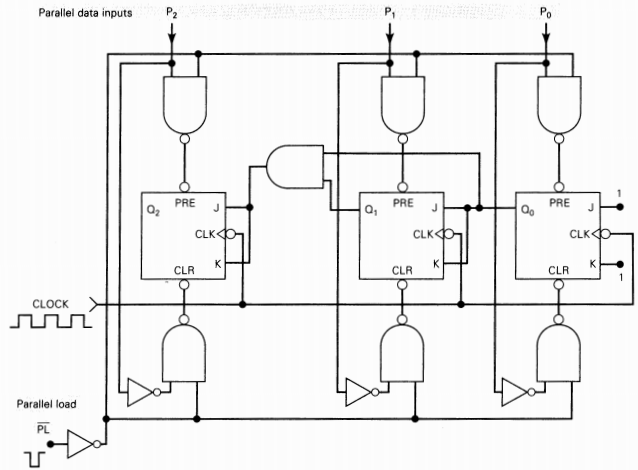 Parallel data inputs P2 P1 P0
PRE PRE PRE
Q2 J Q1 J Q0 J 1
CLK CLK CLK
K K K 1
CLR CLR CLR
CLOCK
Parallel load
PL